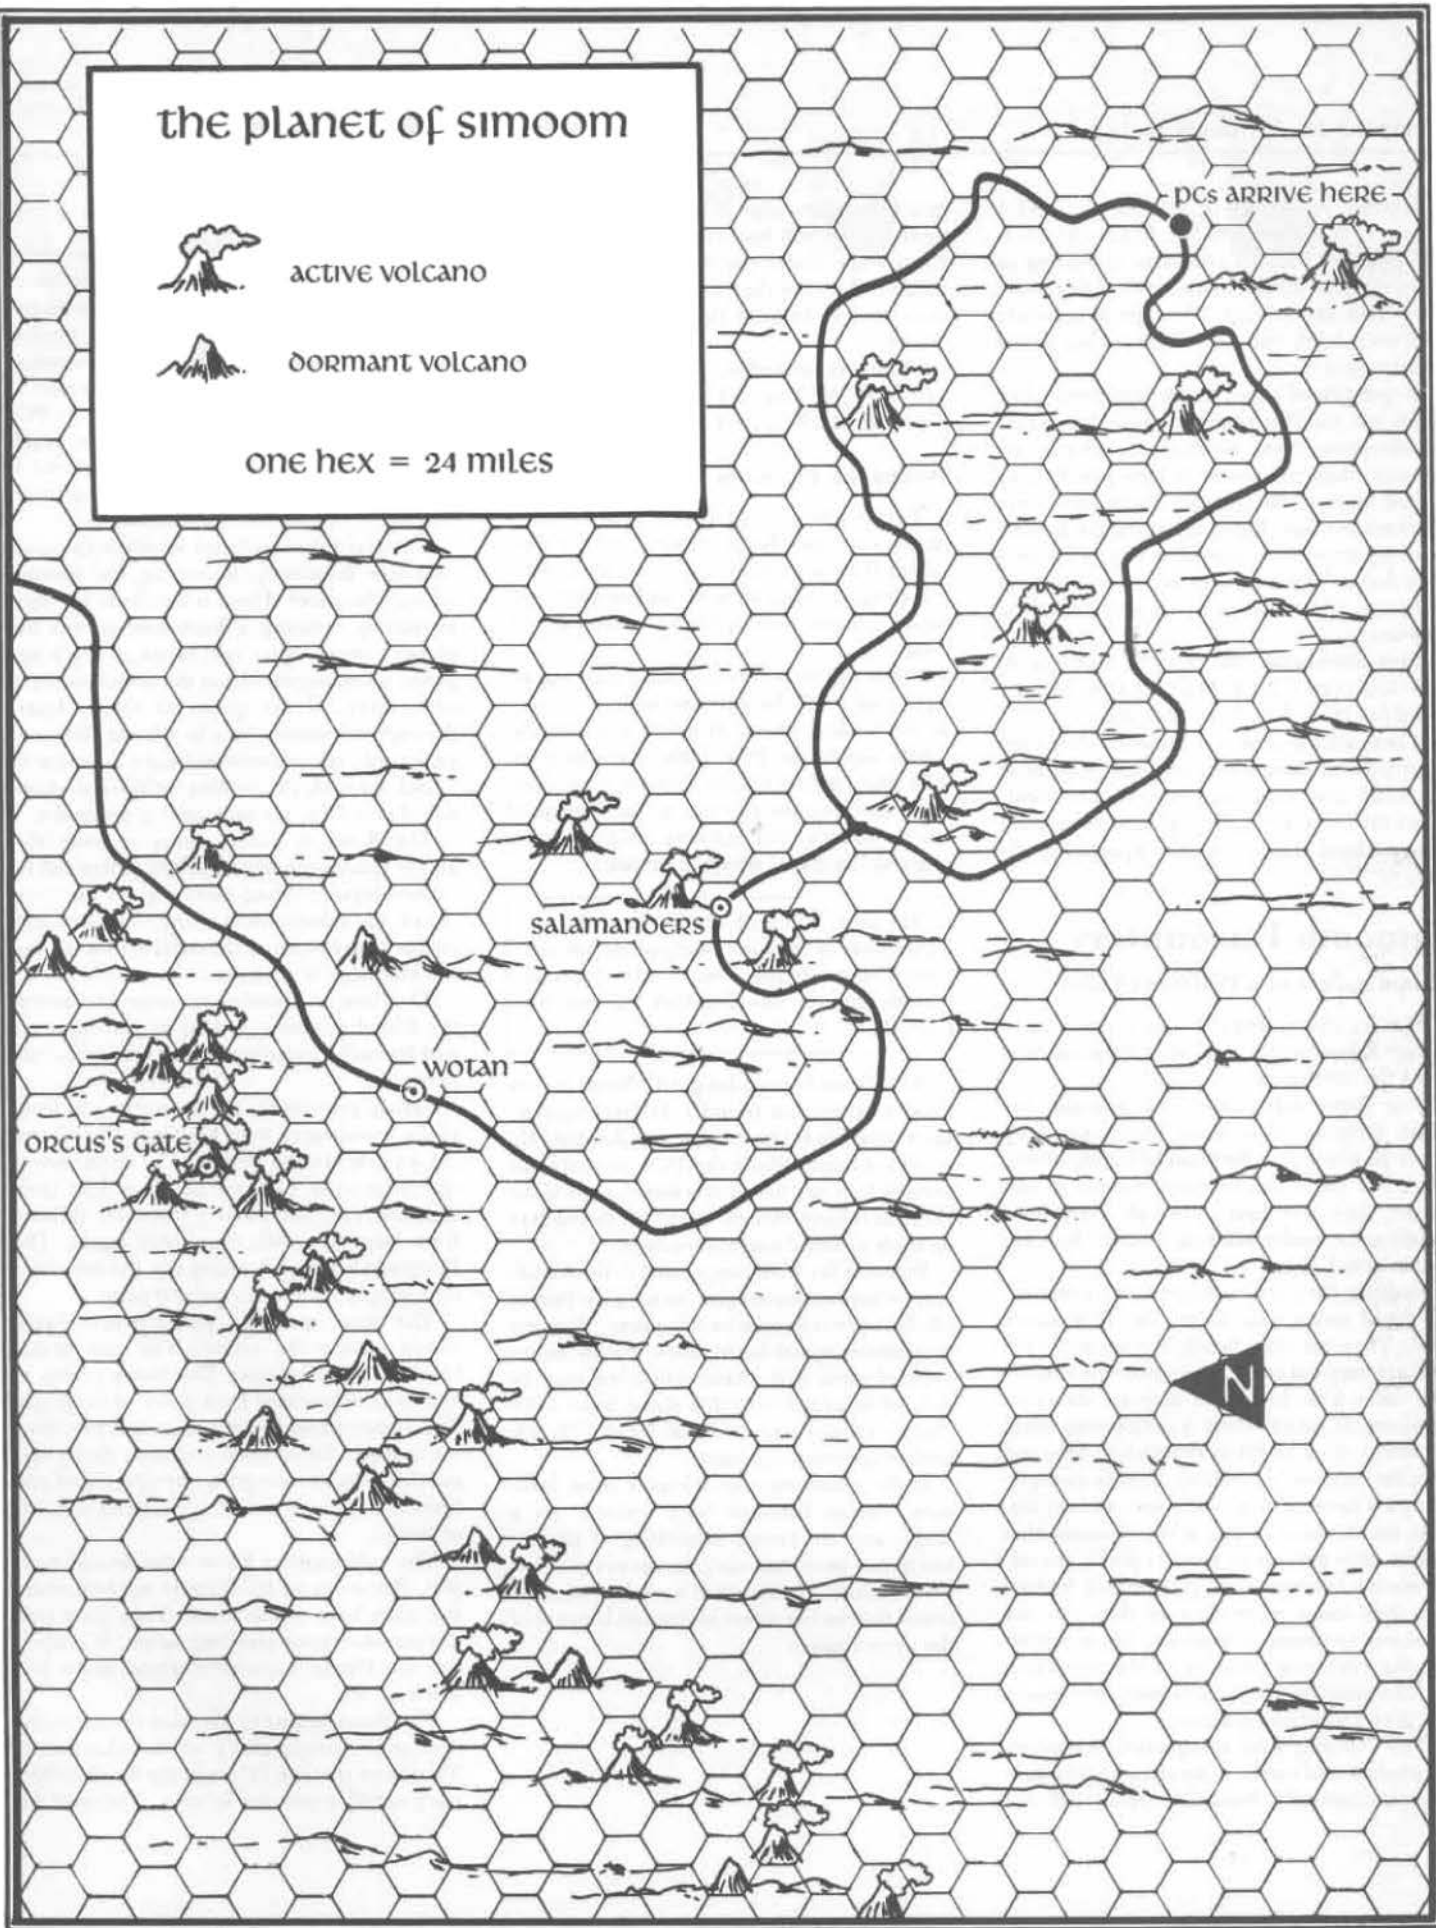 the planet of simoom
active volcano
dormant volcano
one hex = 24 miles
PCs ARRIVE HERE
SALAMANDERS
WOTAN
ORCUS'S GATE
N